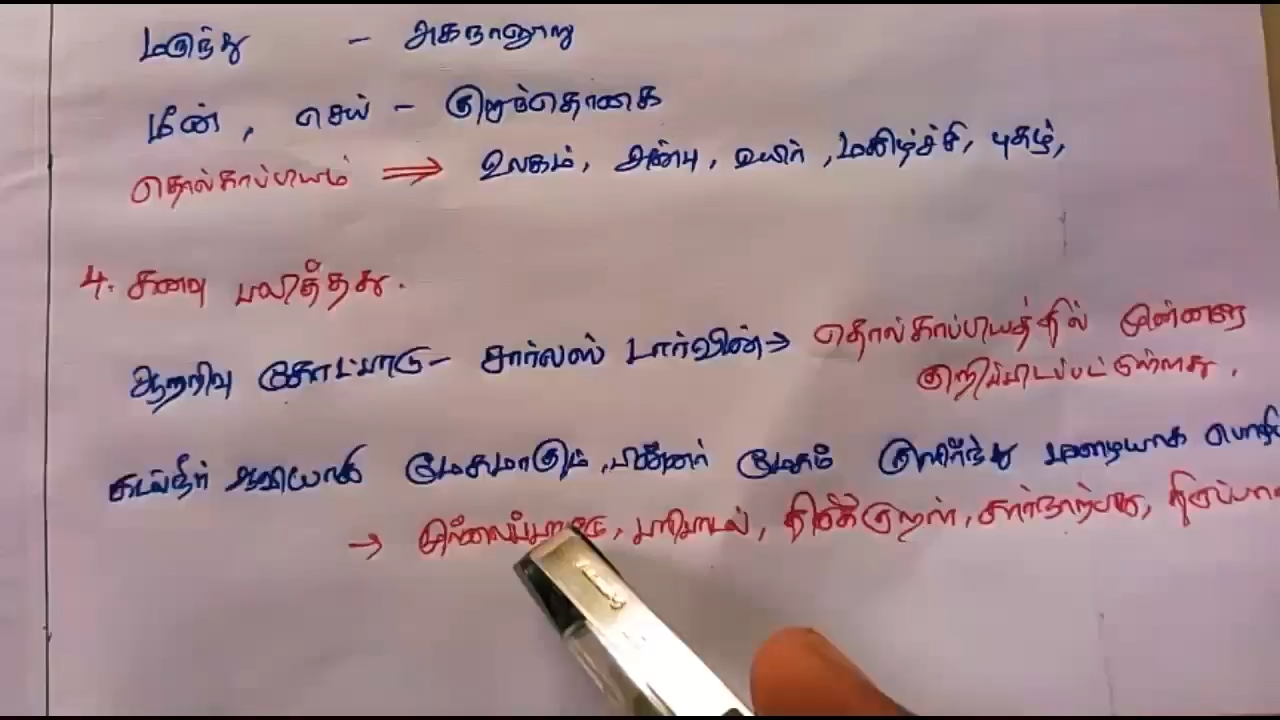 மருந்து - அகநானூறு
மீன், செய் - குறுந்தொகை
தொல்காப்பியம் ⇒ உலகம், அன்பு, உயிர், மகிழ்ச்சி, புகழ்,
4. கனவு பலித்தது.
ஆறறிவு கோட்பாடு - சார்லஸ் டார்வின் → தொல்காப்பியத்தில் முன்னரே
குறிப்பிடப்பட்டுள்ளது.
கடல்நீர் ஆவியாகி மேகமாகும், பின்னர் மேகம் குளிர்ந்து மழையாக
→ முல்லைப்பாட்டு, பரிபாடல், திருக்குறள், கார்நாற்பது,